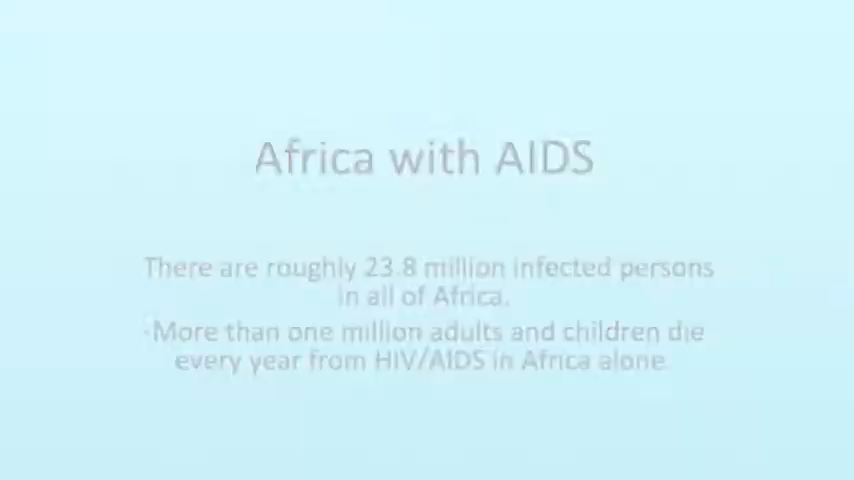 Africa with AIDS
There are roughly 23.8 million infected persons
in all of Africa.
-More than one million adults and children die
every year from HIV/AIDS in Africa alone.